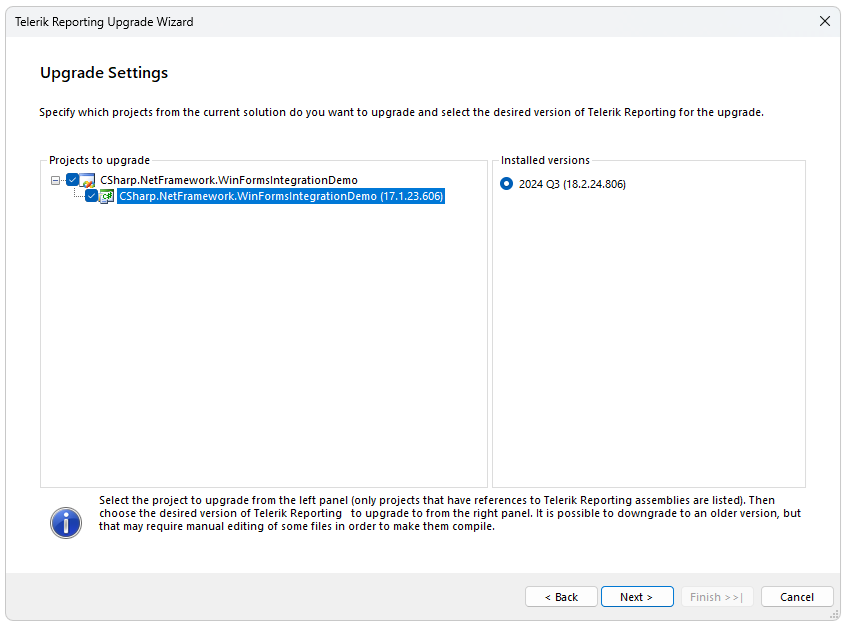 Telerik Reporting Upgrade Wizard
Upgrade Settings
Specify which projects from the current solution do you want to upgrade and select the desired version of Telerik Reporting for the upgrade.
Projects to upgrade
CSharp.NetFramework.WinFormsIntegrationDemo
CSharp.NetFramework.WinFormsIntegrationDemo (17.1.23.606)
Installed versions
2024 Q3 (18.2.24.806)
Select the project to upgrade from the left panel (only projects that have references to Telerik Reporting assemblies are listed). Then
choose the desired version of Telerik Reporting   to upgrade to from the right panel. It is possible to downgrade to an older version, but
that may require manual editing of some files in order to make them compile.
< Back
Next >
Finish >>|
Cancel